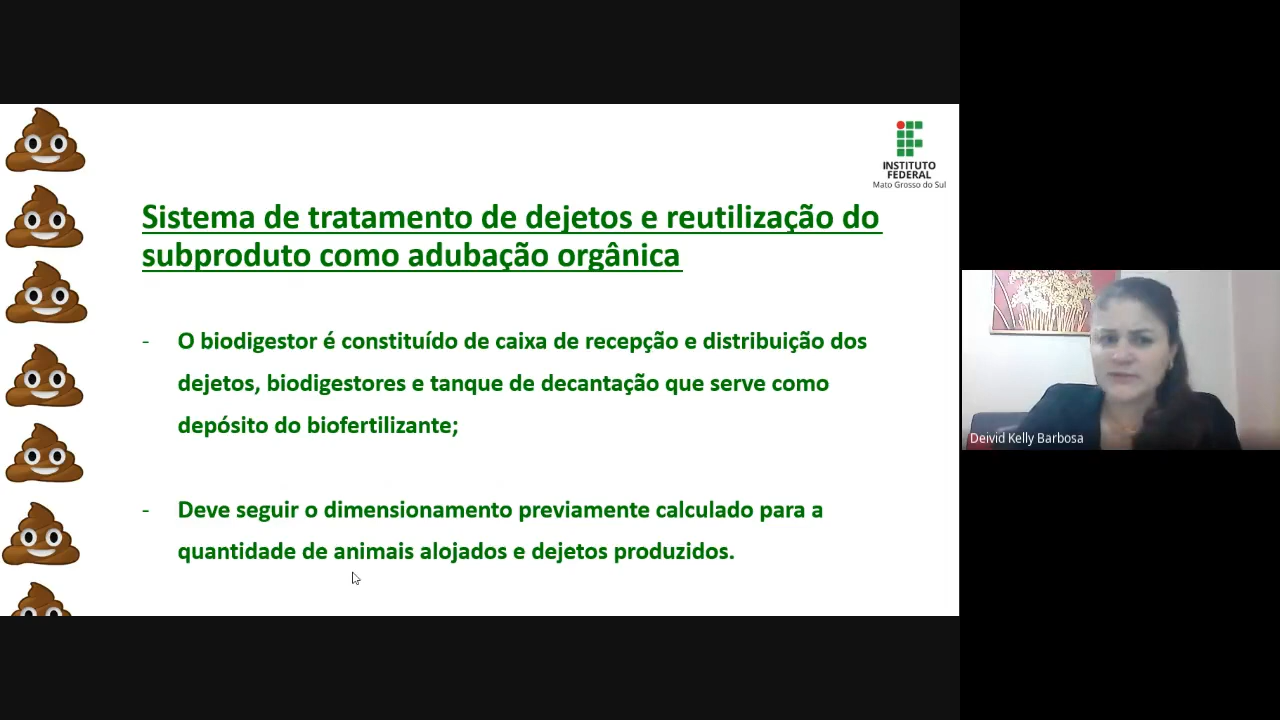 INSTITUTO
FEDERAL
Mato Grosso do Sul
Sistema de tratamento de dejetos e reutilização do
subproduto como adubação orgânica
- O biodigestor é constituído de caixa de recepção e distribuição dos
dejetos, biodigestores e tanque de decantação que serve como
depósito do biofertilizante;
- Deve seguir o dimensionamento previamente calculado para a
quantidade de animais alojados e dejetos produzidos.
Deivid Kelly Barbosa